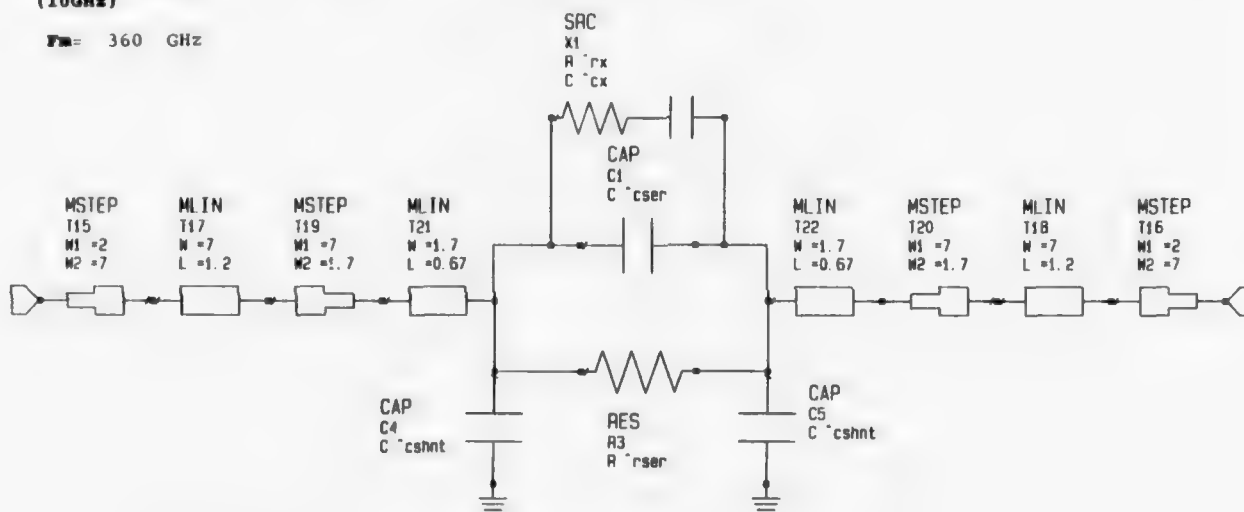 (10GHz)
Fm= 360 GHz
SRC
X1
R ^rx
C ^cx
CAP
C1
C ^cser
MSTEP
T15
W1 =2
W2 =7
MLIN
T17
W =7
L =1.2
MSTEP
T19
W1 =7
W2 =1.7
MLIN
T21
W =1.7
L =0.67
MLIN
T22
W =1.7
L =0.67
MSTEP
T20
W1 =7
W2 =1.7
MLIN
T18
W =7
L =1.2
MSTEP
T16
W1 =2
W2 =7
CAP
C4
C ^cshnt
RES
R3
R ^rser
CAP
C5
C ^cshnt